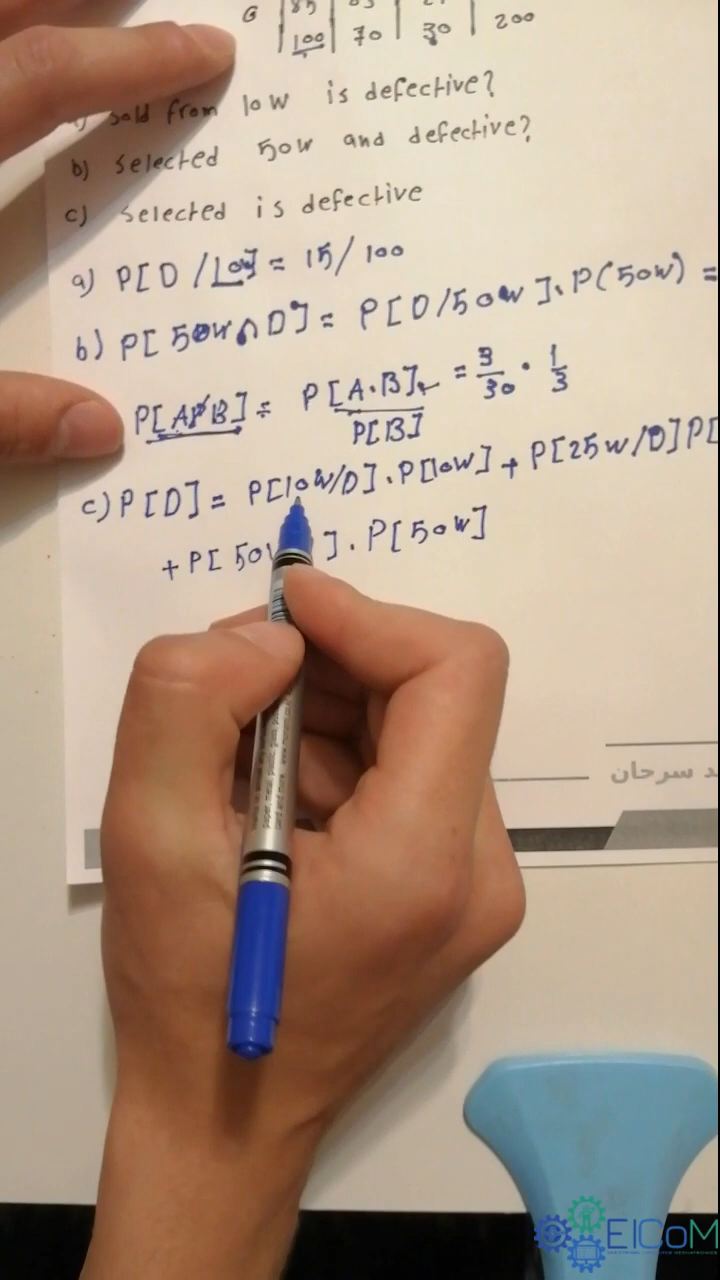 G | 85
100 | 70 | 30 | 200
sold from 10w is defective?
b) selected 50w and defective?
c) selected is defective
a) P[D/10w] = 15/100
b) P[50w∩D] = P[D/50w].P(50w) =
P[A/B] = P[A.B] / P[B] = 3/30 . 1/3
c) P[D] = P[10w/D].P[10w] + P[25w/D]P[
+ P[50w ] . P[50w]
د سرحان
EICoM